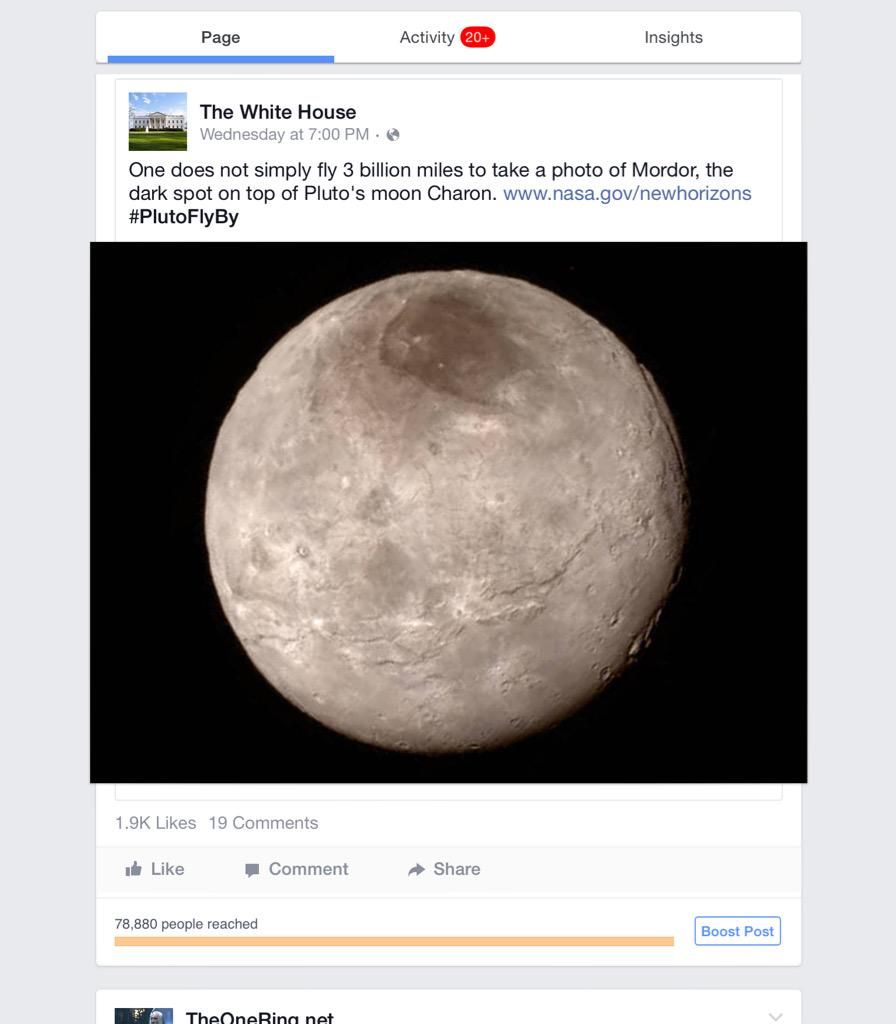 Page
Activity 20+
Insights
The White House
Wednesday at 7:00 PM ·
One does not simply fly 3 billion miles to take a photo of Mordor, the
dark spot on top of Pluto's moon Charon. www.nasa.gov/newhorizons
#PlutoFlyBy
1.9K Likes 19 Comments
Like
Comment
Share
78,880 people reached
Boost Post
TheOneRing.net